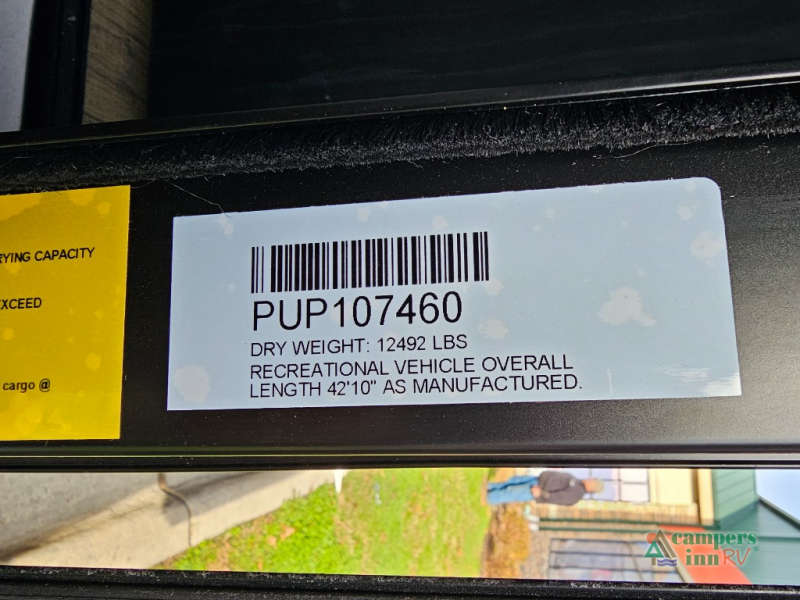 RYING CAPACITY
EXCEED
cargo @
PUP107460
DRY WEIGHT: 12492 LBS
RECREATIONAL VEHICLE OVERALL
LENGTH 42'10" AS MANUFACTURED.
campers
inn RV